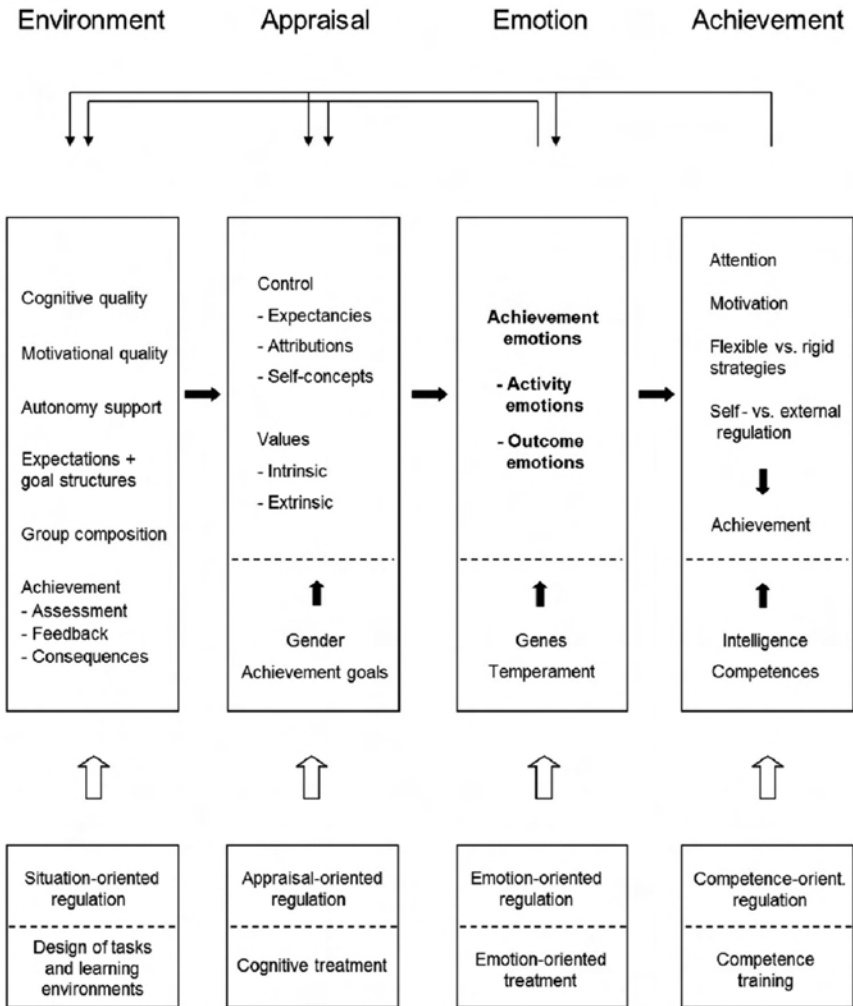 Environment
Appraisal
Emotion
Achievement
Cognitive quality
Motivational quality
Autonomy support
Expectations +
goal structures
Group composition
Achievement
- Assessment
- Feedback
- Consequences
Control
- Expectancies
- Attributions
- Self-concepts
Values
- Intrinsic
- Extrinsic
Gender
Achievement goals
Achievement
emotions
- Activity
emotions
- Outcome
emotions
Genes
Temperament
Attention
Motivation
Flexible vs. rigid
strategies
Self- vs. external
regulation
Achievement
Intelligence
Competences
Situation-oriented
regulation
Design of tasks
and learning
environments
Appraisal-oriented
regulation
Cognitive treatment
Emotion-oriented
regulation
Emotion-oriented
treatment
Competence-orient.
regulation
Competence
training